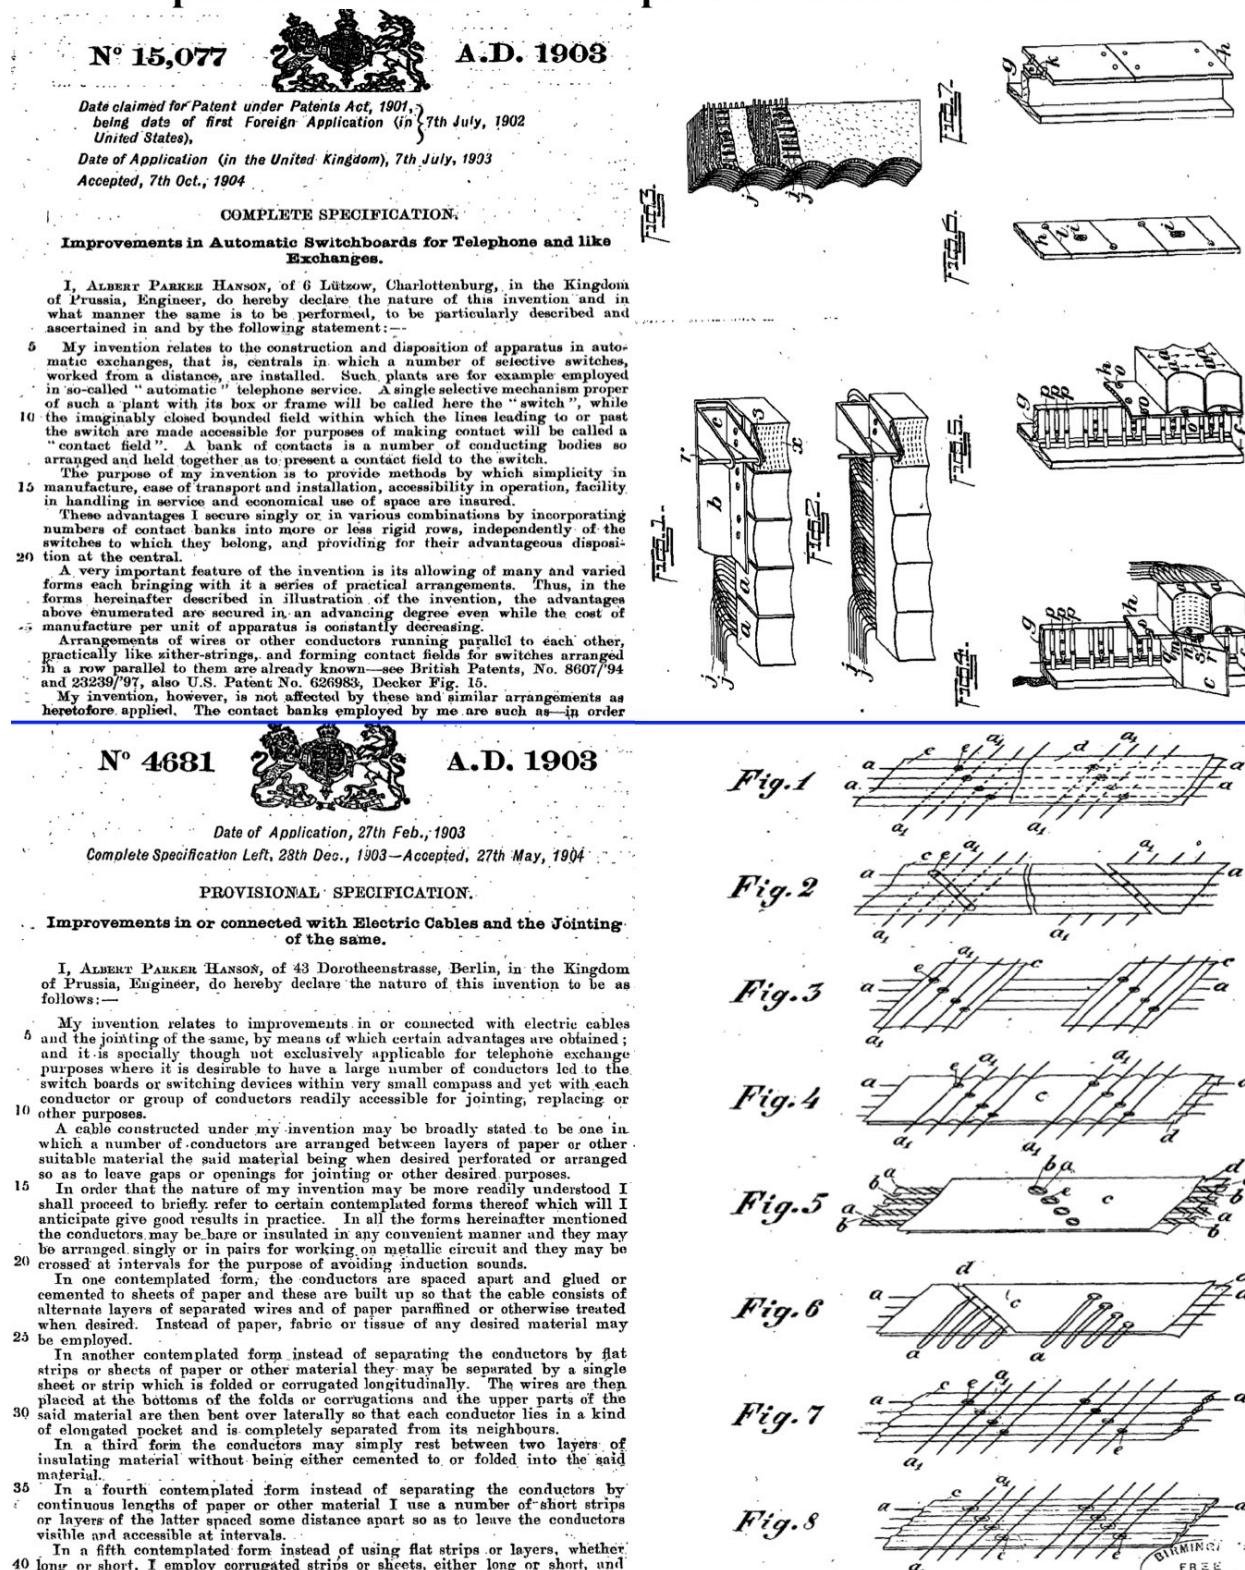 Nº 15,077 A.D. 1903
Date claimed for Patent under Patents Act, 1901,
being date of first Foreign Application (in
United States),
7th July, 1902
Date of Application (in the United Kingdom), 7th July, 1903
Accepted, 7th Oct., 1904
COMPLETE SPECIFICATION.
Improvements in Automatic Switchboards for Telephone and like
Exchanges.
I, ALBERT PARKER HANSON, of 6 Lützow, Charlottenburg, in the Kingdom
of Prussia, Engineer, do hereby declare the nature of this invention and in
what manner the same is to be performed, to be particularly described and
ascertained in and by the following statement:—
5 My invention relates to the construction and disposition of apparatus in auto-
matic exchanges, that is, centrals in which a number of selective switches,
worked from a distance, are installed. Such plants are for example employed
in so-called "automatic" telephone service. A single selective mechanism proper
of such a plant with its box or frame will be called here the "switch", while
10 the imaginably closed bounded field within which the lines leading to or past
the switch are made accessible for purposes of making contact will be called a
"contact field". A bank of contacts is a number of conducting bodies so
arranged and held together as to present a contact field to the switch.
The purpose of my invention is to provide methods by which simplicity in
15 manufacture, ease of transport and installation, accessibility in operation, facility
in handling in service and economical use of space are insured.
These advantages I secure singly or in various combinations by incorporating
numbers of contact banks into more or less rigid rows, independently of the
switches to which they belong, and providing for their advantageous disposi-
20 tion at the central.
A very important feature of the invention is its allowing of many and varied
forms each bringing with it a series of practical arrangements. Thus, in the
forms hereinafter described in illustration of the invention, the advantages
above enumerated are secured in an advancing degree even while the cost of
manufacture per unit of apparatus is constantly decreasing.
Arrangements of wires or other conductors running parallel to each other,
practically like zither-strings, and forming contact fields for switches arranged
in a row parallel to them are already known—see British Patents, No. 8607/'94
and 23239/'97, also U.S. Patent No. 626983, Decker Fig. 15.
My invention, however, is not affected by these and similar arrangements as
heretofore applied. The contact banks employed by me are such as—in order
Fig. 3.
j
j
j
Fig. 7.
g
k
h
Fig. 6.
h
l
i
i
Fig. 1.
r
c
b
3
x
a
a
j
j
Fig. 2.
e
j
Fig. 5.
g
p
p
p
h
o
o
a
a
f
Fig. 4.
g
p
p
p
h
q
m
n
s
r
c
a
a
f
Nº 4681 A.D. 1903
Date of Application, 27th Feb., 1903
Complete Specification Left, 28th Dec., 1903—Accepted, 27th May, 1904
PROVISIONAL SPECIFICATION.
Improvements in or connected with Electric Cables and the Jointing
of the same.
I, ALBERT PARKER HANSON, of 43 Dorotheenstrasse, Berlin, in the Kingdom
of Prussia, Engineer, do hereby declare the nature of this invention to be as
follows:—
My invention relates to improvements in or connected with electric cables
5 and the jointing of the same, by means of which certain advantages are obtained;
and it is specially though not exclusively applicable for telephone exchange
purposes where it is desirable to have a large number of conductors led to the
switch boards or switching devices within very small compass and yet with each
conductor or group of conductors readily accessible for jointing, replacing or
10 other purposes.
A cable constructed under my invention may be broadly stated to be one in
which a number of conductors are arranged between layers of paper or other
suitable material the said material being when desired perforated or arranged
so as to leave gaps or openings for jointing or other desired purposes.
15 In order that the nature of my invention may be more readily understood I
shall proceed to briefly refer to certain contemplated forms thereof which will I
anticipate give good results in practice. In all the forms hereinafter mentioned
the conductors may be bare or insulated in any convenient manner and they may
be arranged singly or in pairs for working on metallic circuit and they may be
20 crossed at intervals for the purpose of avoiding induction sounds.
In one contemplated form, the conductors are spaced apart and glued or
cemented to sheets of paper and these are built up so that the cable consists of
alternate layers of separated wires and of paper paraffined or otherwise treated
when desired. Instead of paper, fabric or tissue of any desired material may
25 be employed.
In another contemplated form instead of separating the conductors by flat
strips or sheets of paper or other material they may be separated by a single
sheet or strip which is folded or corrugated longitudinally. The wires are then
placed at the bottoms of the folds or corrugations and the upper parts of the
30 said material are then bent over laterally so that each conductor lies in a kind
of elongated pocket and is completely separated from its neighbours.
In a third form the conductors may simply rest between two layers of
insulating material without being either cemented to or folded into the said
material.
35 In a fourth contemplated form instead of separating the conductors by
continuous lengths of paper or other material I use a number of short strips
or layers of the latter spaced some distance apart so as to leave the conductors
visible and accessible at intervals.
In a fifth contemplated form instead of using flat strips or layers, whether
40 long or short, I employ corrugated strips or sheets, either long or short, and
Fig. 1
a c e a₁ d a₁ a
a c a
a₁ a₁
Fig. 2
c e a₁ a₁
a a
a₁ a₁
Fig. 3
a₁ c c
e
a a
a₁
Fig. 4
a₁ a₁
e
a c a
a₁ a₁ d
Fig. 5
b a
b e c d
a a
b b
Fig. 6
d
a c a
a a
Fig. 7
c e a₁
a a
a₁ e
Fig. 8
c a₁
a a
e e
a₁
FREE